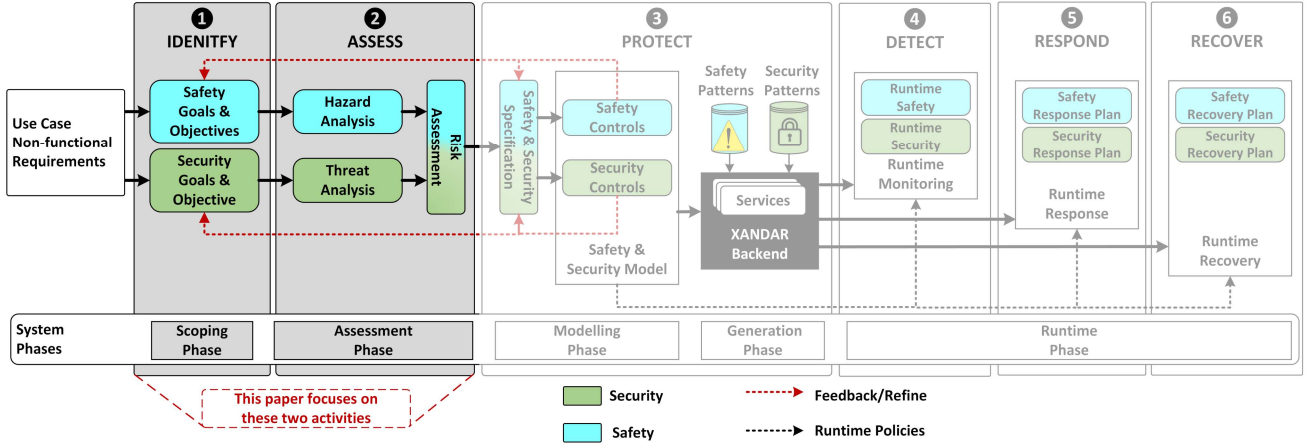 1
IDENITFY
2
ASSESS
3
PROTECT
4
DETECT
5
RESPOND
6
RECOVER
Use Case
Non-functional
Requirements
Safety
Goals &
Objectives
Security
Goals &
Objective
Hazard
Analysis
Threat
Analysis
Risk
Assessment
Safety & Security
Specification
Safety
Controls
Security
Controls
Safety &
Security Model
Safety
Patterns
Security
Patterns
Services
XANDAR
Backend
Runtime
Safety
Runtime
Security
Runtime
Monitoring
Safety
Response Plan
Security
Response Plan
Runtime
Response
Safety
Recovery Plan
Security
Recovery Plan
Runtime
Recovery
System
Phases
Scoping
Phase
Assessment
Phase
Modelling
Phase
Generation
Phase
Runtime
Phase
This paper focuses on
these two activities
Security
Safety
Feedback/Refine
Runtime Policies